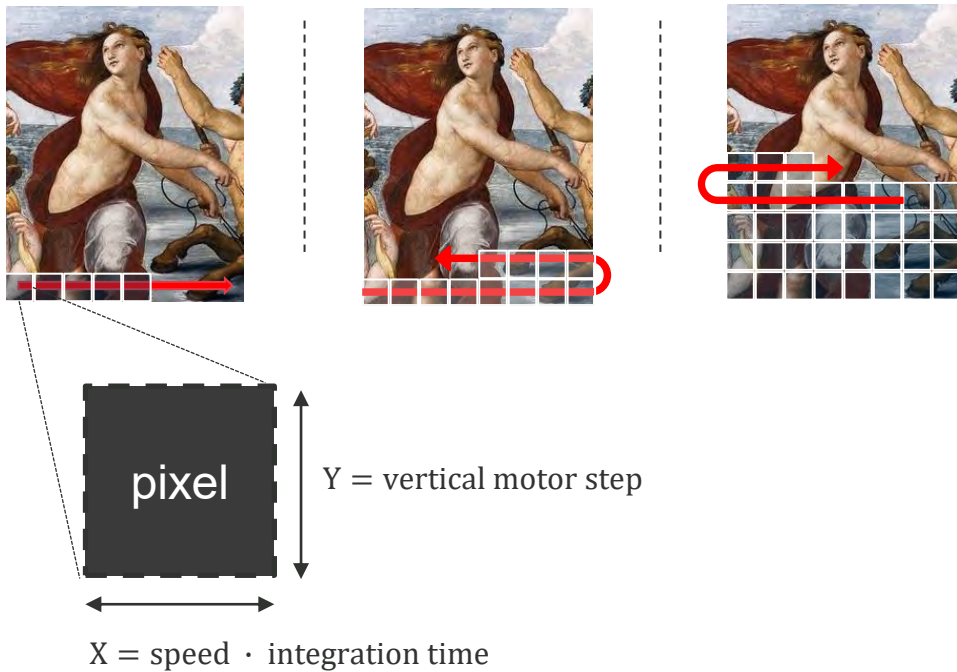 pixel
Y = vertical motor step
X = speed · integration time